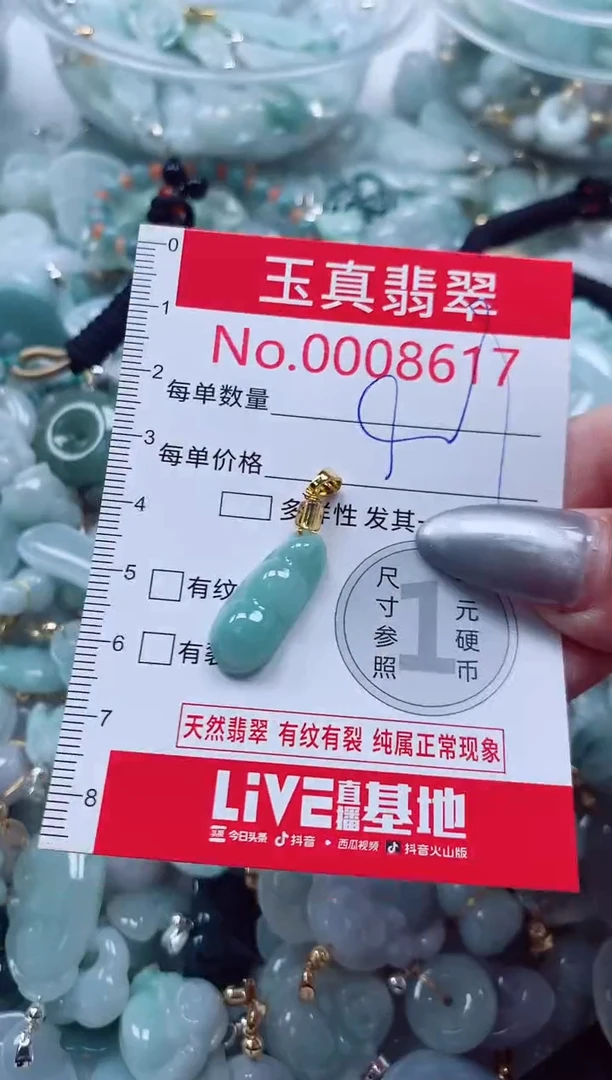 0
玉真翡翠
1
No.0008617
2
每单数量
3
每单价格
4
多样性 发其
5
有纹
尺寸参照
1
元硬币
6
有裂
7
天然翡翠 有纹有裂 纯属正常现象
8
LiVE直播基地
头条 今日头条 抖音 • 西瓜视频 抖音火山版